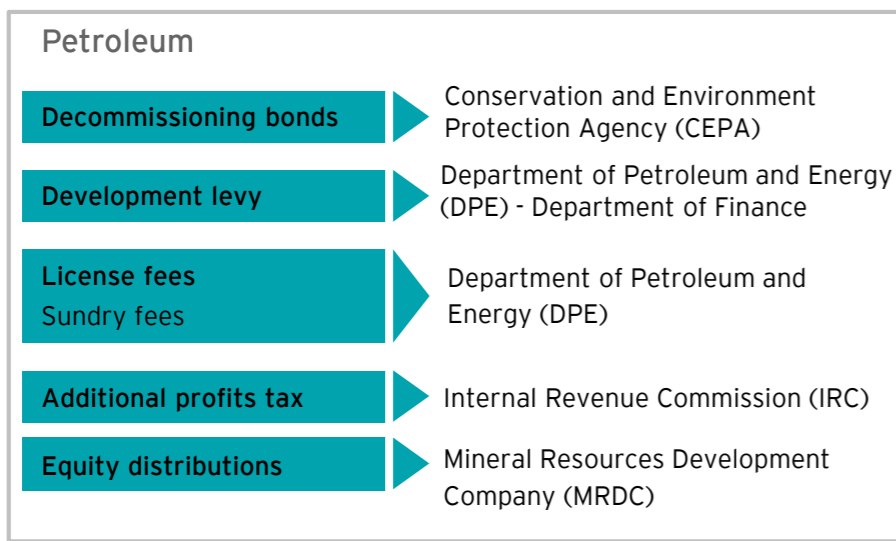 Petroleum
Decommissioning bonds
Conservation and Environment
Protection Agency (CEPA)
Development levy
Department of Petroleum and Energy
(DPE) - Department of Finance
License fees
Sundry fees
Department of Petroleum and
Energy (DPE)
Additional profits tax
Internal Revenue Commission (IRC)
Equity distributions
Mineral Resources Development
Company (MRDC)